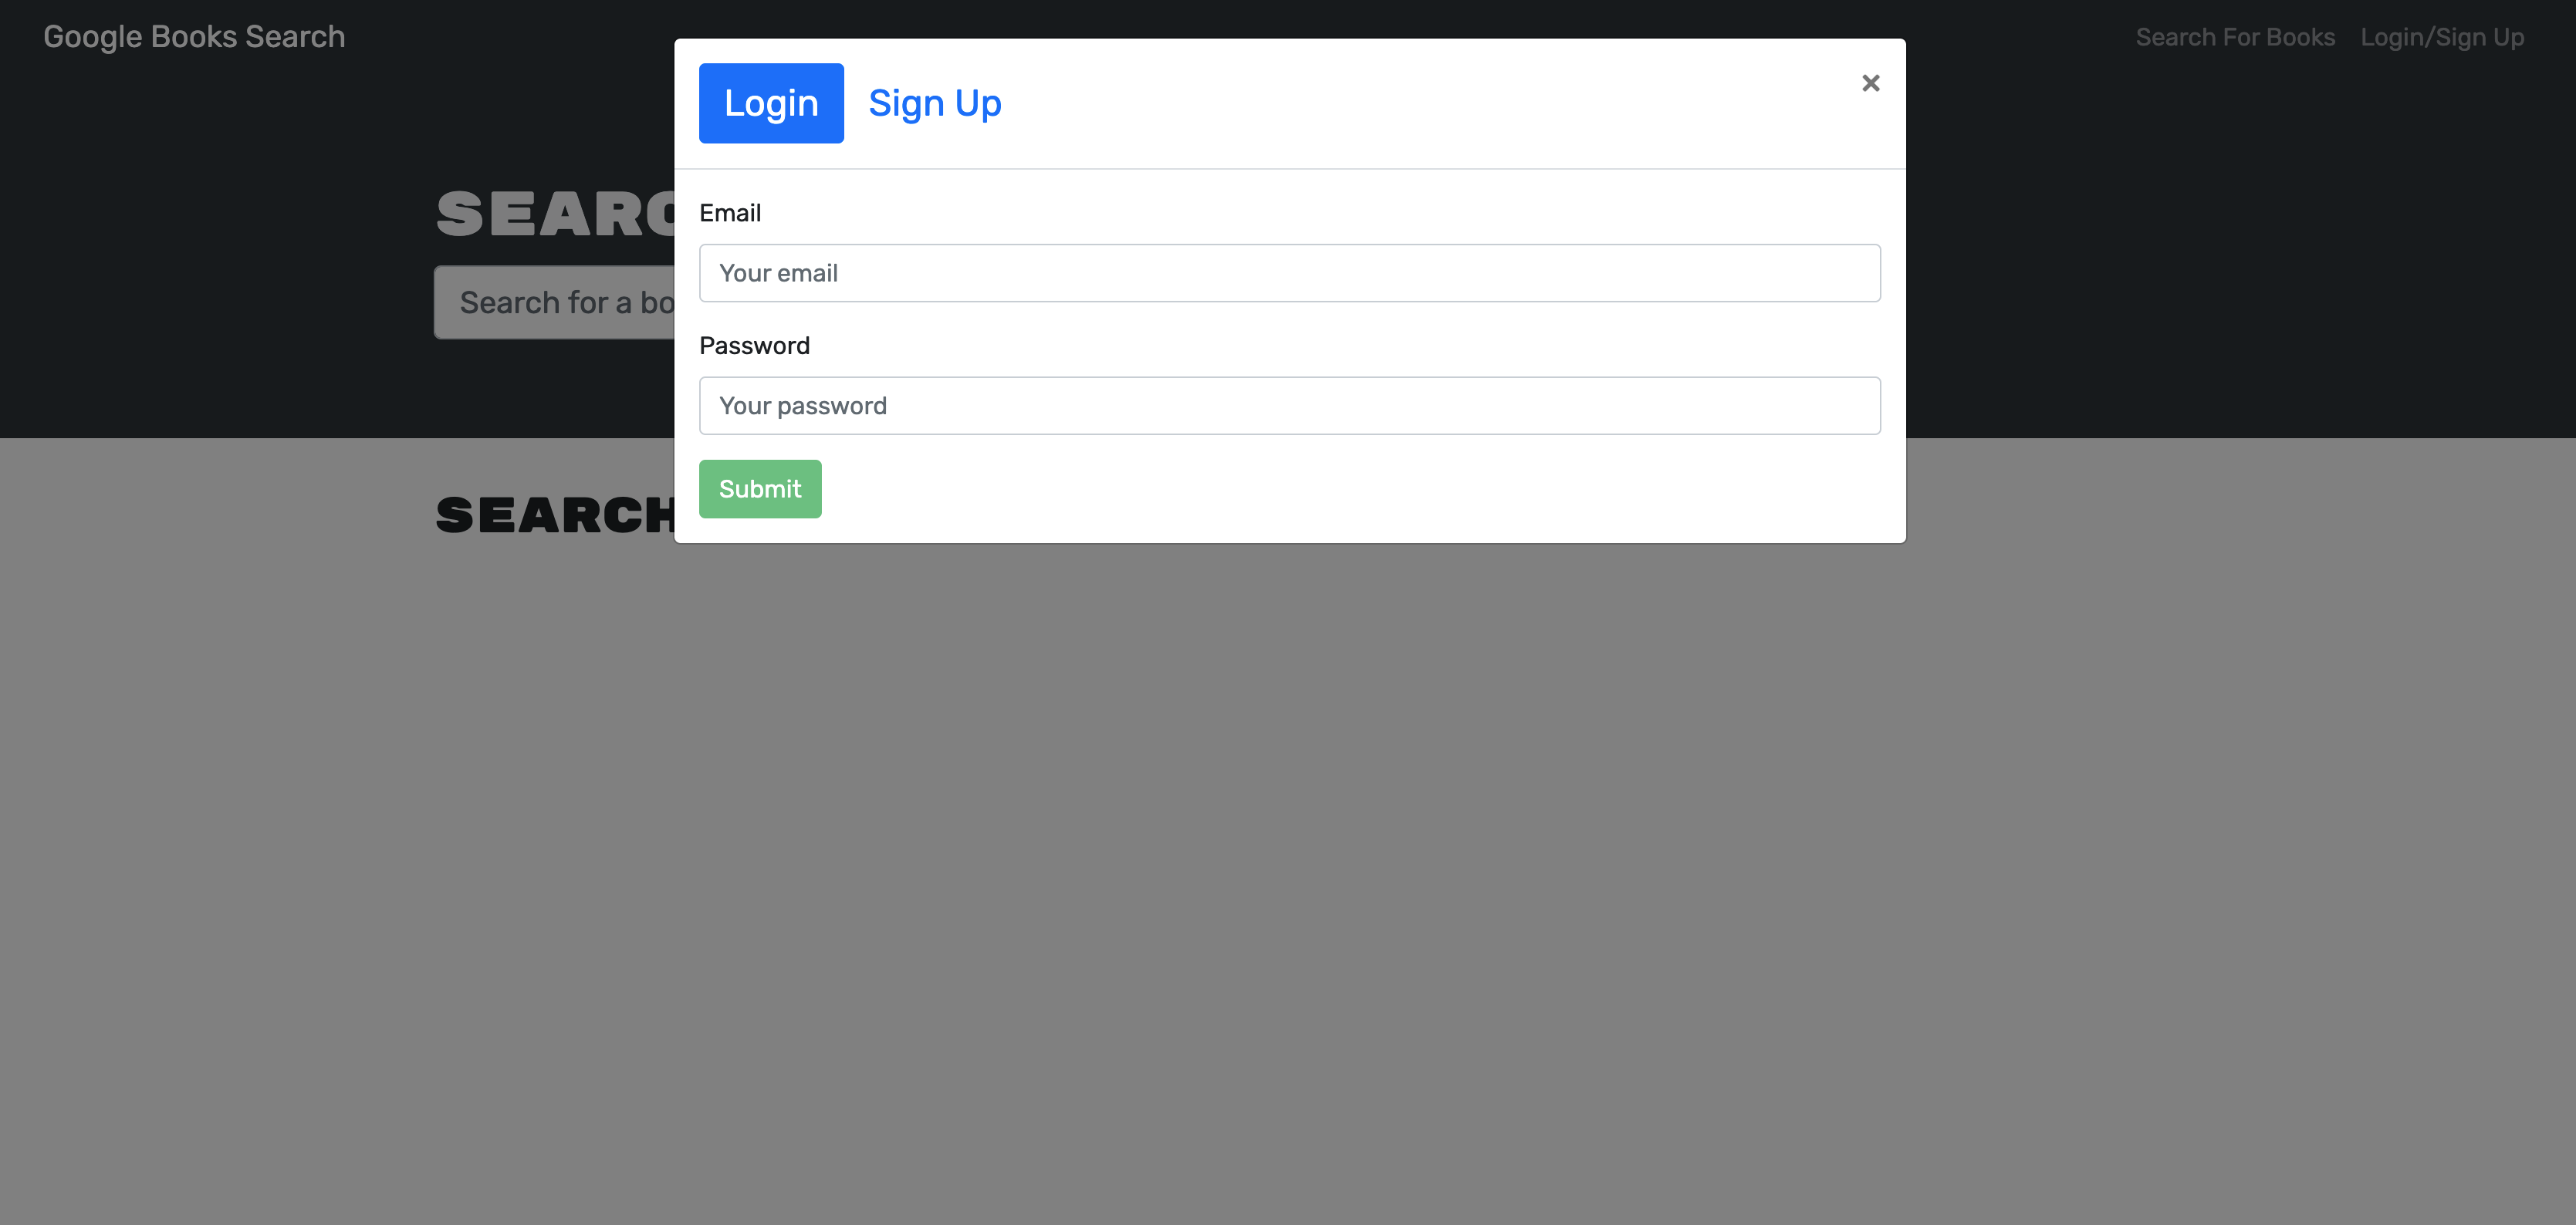 Google Books Search
Search For Books
Login/Sign Up
Login
Sign Up
×
Email
Your email
Password
Your password
Submit
SEARC
Search for a bo
SEARCH